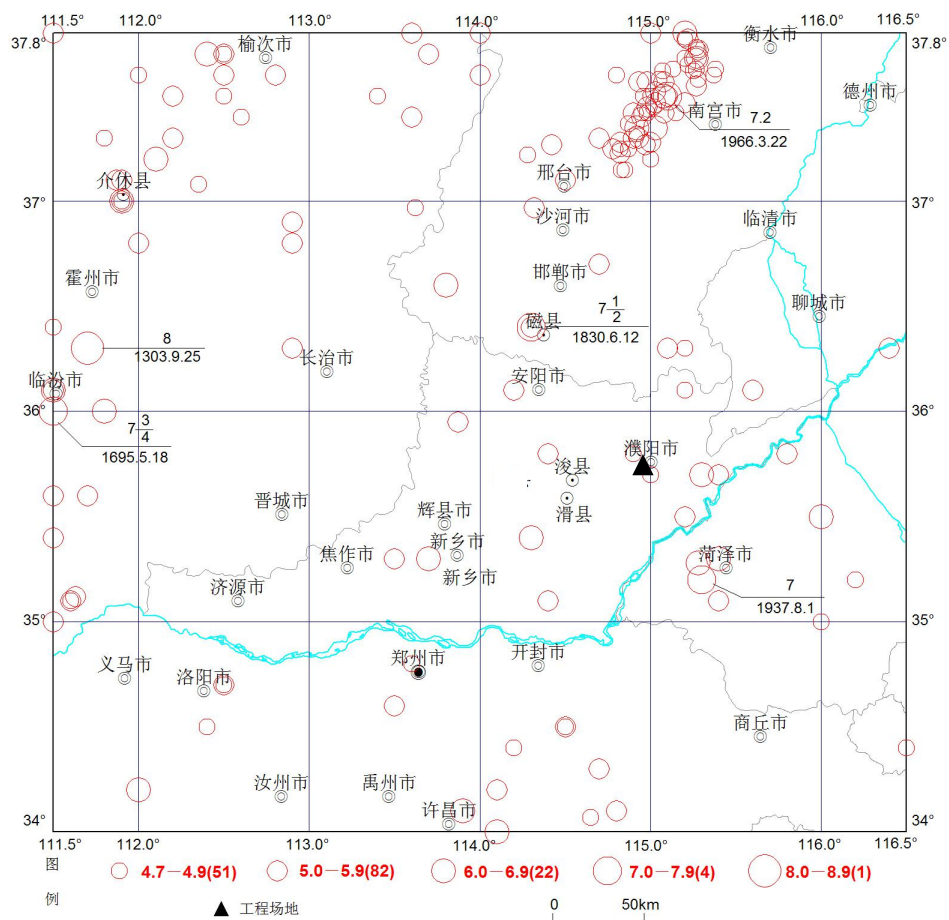 111.5° 112.0° 113.0° 114.0° 115.0° 116.0° 116.5°
37.8° 37.8°
榆次市
衡水市
德州市
南宫市
7.2
1966.3.22
邢台市
介休县
37° 37°
沙河市
临清市
霍州市
邯郸市
聊城市
7 1/2
磁县
1830.6.12
8
1303.9.25
长治市
临汾市
安阳市
36° 36°
7 3/4
1695.5.18
濮阳市
浚县
滑县
晋城市
辉县市
新乡市
焦作市
新乡市
菏泽市
济源市
7
1937.8.1
35° 35°
郑州市
开封市
义马市
洛阳市
商丘市
汝州市
禹州市
许昌市
34° 34°
111.5° 112.0° 113.0° 114.0° 115.0° 116.0° 116.5°
图例
4.7－4.9(51) 5.0－5.9(82) 6.0－6.9(22) 7.0－7.9(4) 8.0－8.9(1)
工程场地
0 50km